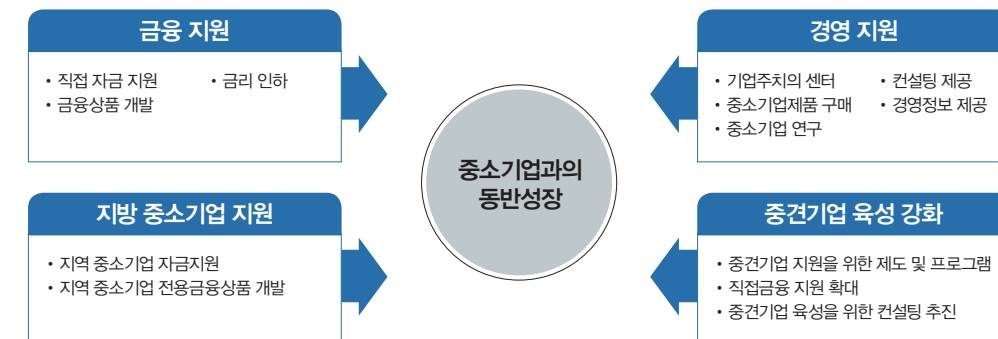 금융 지원
• 직접 자금 지원 • 금리 인하
• 금융상품 개발
경영 지원
• 기업주치의 센터 • 컨설팅 제공
• 중소기업제품 구매 • 경영정보 제공
• 중소기업 연구
중소기업과의
동반성장
지방 중소기업 지원
• 지역 중소기업 자금지원
• 지역 중소기업 전용금융상품 개발
중견기업 육성 강화
• 중견기업 지원을 위한 제도 및 프로그램
• 직접금융 지원 확대
• 중견기업 육성을 위한 컨설팅 추진